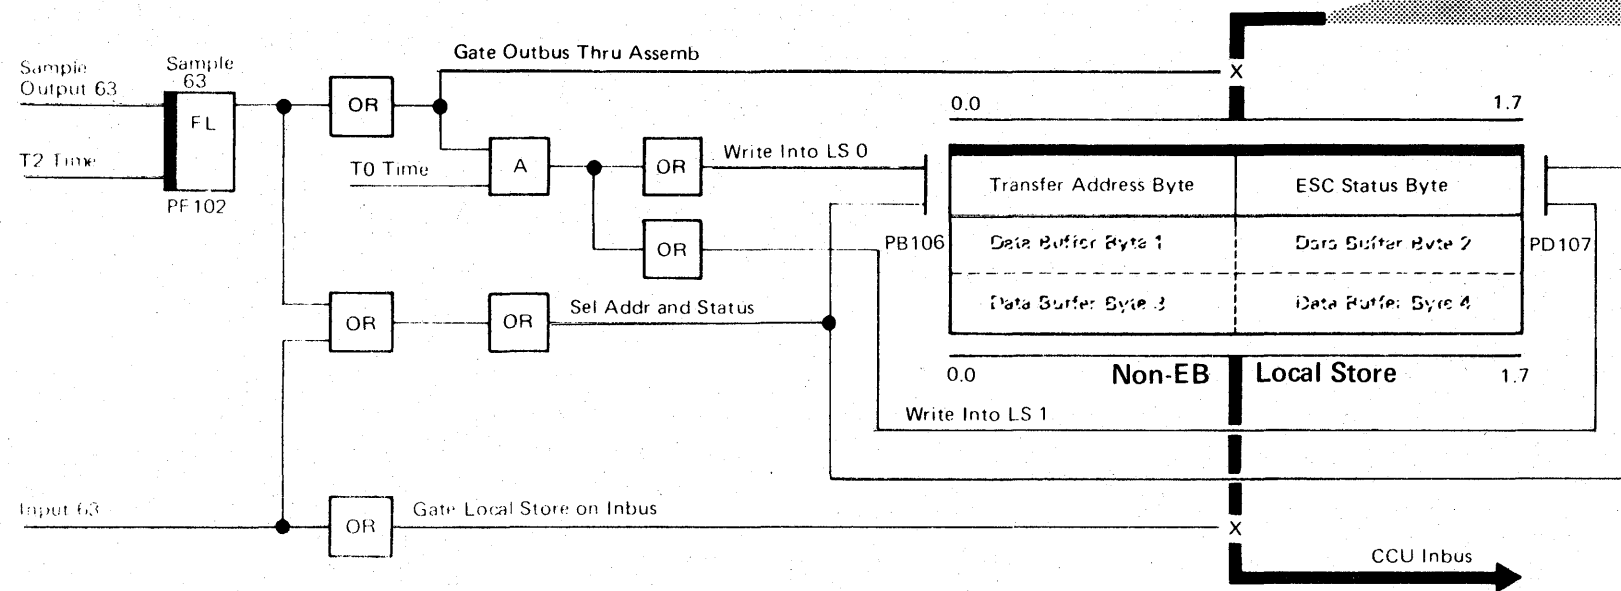 Gate Outbus Thru Assemb
Sample
Output 63
Sample
63
FL
OR
X
0.0
1.7
T2 Time
T0 Time
A
OR
Write Into LS 0
Transfer Address Byte
ESC Status Byte
PF102
OR
PB106
Data Buffer Byte 1
Data Buffer Byte 2
PD107
OR
OR
Sel Addr and Status
Data Buffer Byte 3
Data Buffer Byte 4
0.0
Non-EB
Local Store
1.7
Write Into LS 1
Input 63
OR
Gate Local Store on Inbus
X
CCU Inbus